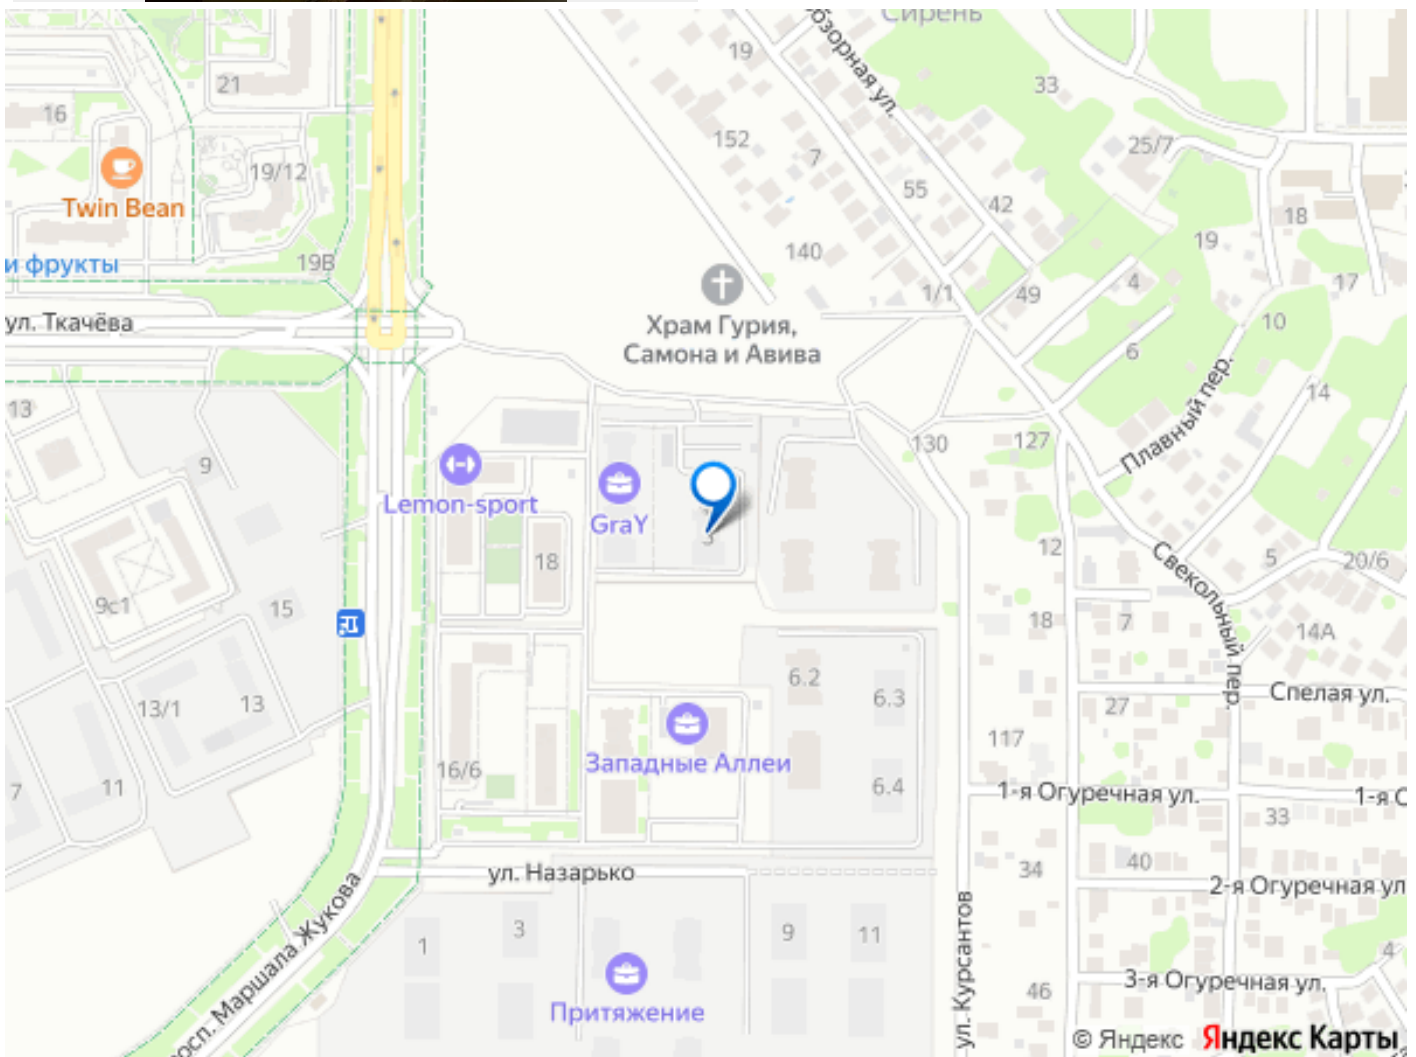 Сирень
19
21
33
16
152
25/7
7
19/12
Twin Bean
55
42
18
140
19
19В
и фрукты
4
17
1/1
49
ул. Ткачёва
Храм Гурия,
Самона и Авива
10
6
Плавный пер.
14
13
130
127
9
Lemon-sport
GraY
3
18
12
Свекольный пер.
5
20/6
9с1
15
18
7
14А
6.2
6.3
Спелая ул.
13/1
13
27
Западные Аллеи
117
16/6
7
11
6.4
1-я Огуречная ул.
33
ул. Назарько
34
40
2-я Огуречная ул
просп. Маршала Жукова
1
3
9
11
ул. Курсантов
4
3-я Огуречная ул.
46
Притяжение
© Яндекс Яндекс Карты